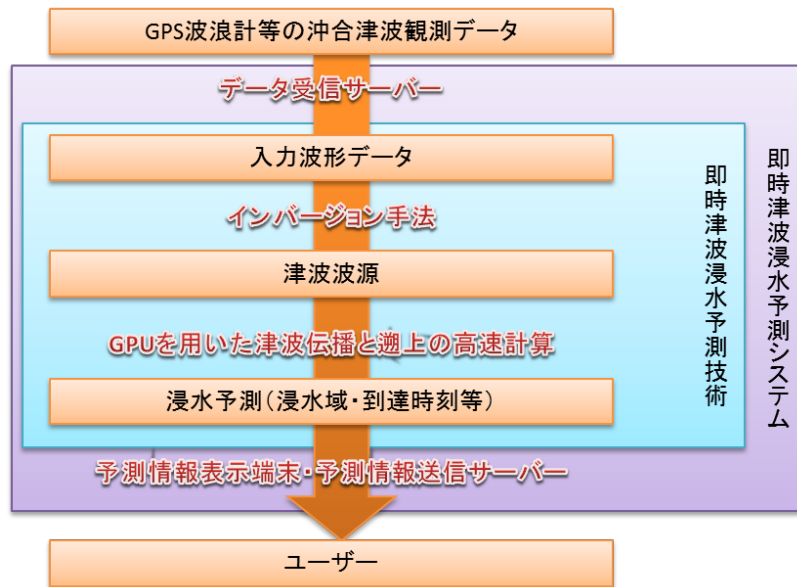 GPS波浪計等の沖合津波観測データ
データ受信サーバー
入力波形データ
インバージョン手法
津波波源
GPUを用いた津波伝播と遡上の高速計算
浸水予測(浸水域・到達時刻等)
予測情報表示端末・予測情報送信サーバー
ユーザー
即時津波浸水予測技術
即時津波浸水予測システム